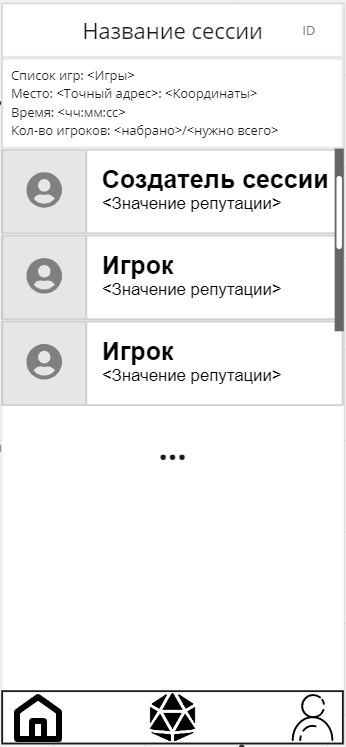 Название сессии ID
Список игр: <Игры>
Место: <Точный адрес>: <Координаты>
Время: <чч:мм:сс>
Кол-во игроков: <набрано>/<нужно всего>
Создатель сессии
<Значение репутации>
Игрок
<Значение репутации>
Игрок
<Значение репутации>
...